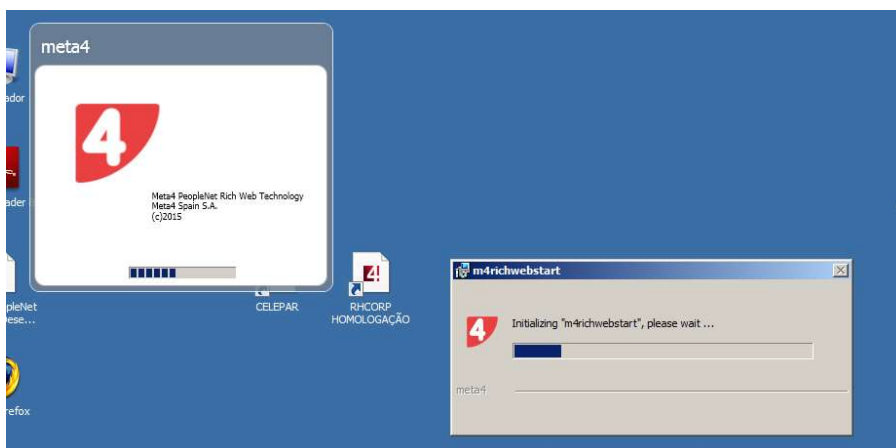 meta4
4
Meta4 PeopleNet Rich Web Technology
Meta4 Spain S.A.
(c)2015
ador
ader
pleNet
Dese...
refox
CELEPAR
4!
RHCORP
HOMOLOGAÇÃO
m4richwebstart
4
Initializing "m4richwebstart", please wait ...
meta4